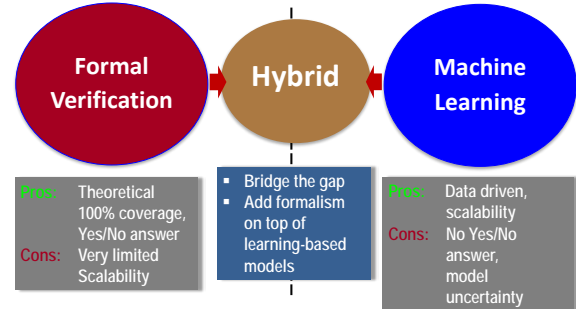 Formal
Verification
Hybrid
Machine
Learning
Pros: Theoretical
100% coverage,
Yes/No answer
Cons: Very limited
Scalability
▪ Bridge the gap
▪ Add formalism
on top of
learning-based
models
Pros: Data driven,
scalability
Cons: No Yes/No
answer,
model
uncertainty